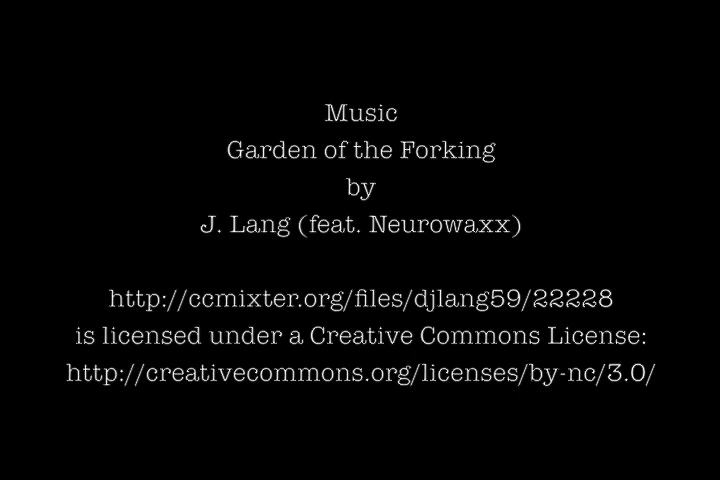 Music
Garden of the Forking
by
J. Lang (feat. Neurowaxx)
http://ccmixter.org/files/djlang59/22228
is licensed under a Creative Commons License:
http://creativecommons.org/licenses/by-nc/3.0/